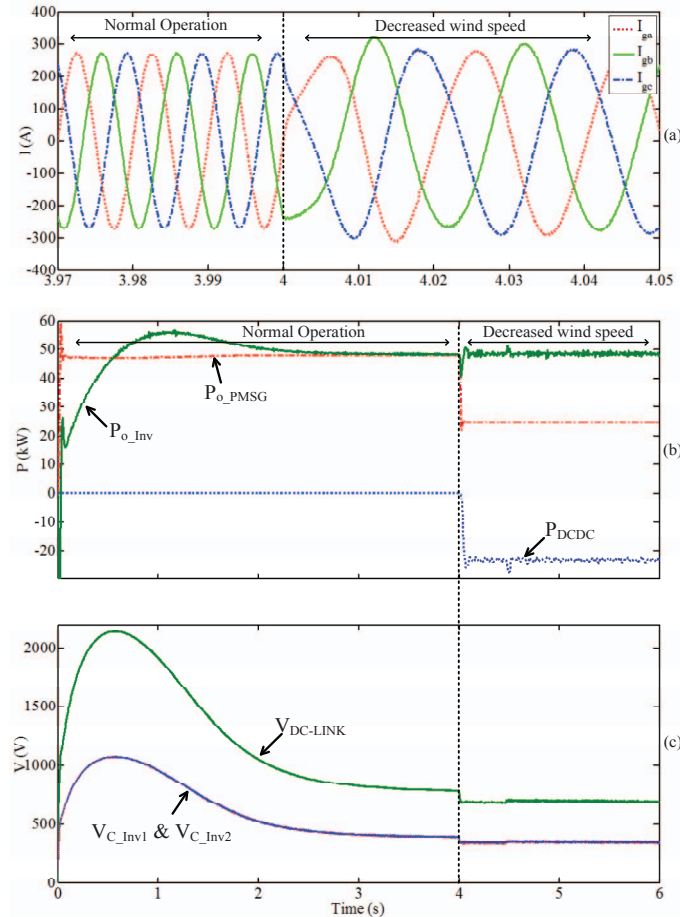 Normal Operation
Decreased wind speed
400
300
200
100
0
-100
-200
-300
-400
I (A)
I_ga
I_gb
I_gc
(a)
3.97
3.98
3.99
4
4.01
4.02
4.03
4.04
4.05
60
50
40
30
20
10
0
-10
-20
P (kW)
Normal Operation
Decreased wind speed
P_o_PMSG
P_o_Inv
P_DCDC
(b)
2000
1500
1000
500
0
V (V)
V_DC-LINK
V_C_Inv1 & V_C_Inv2
(c)
0
1
2
3
4
5
6
Time (s)